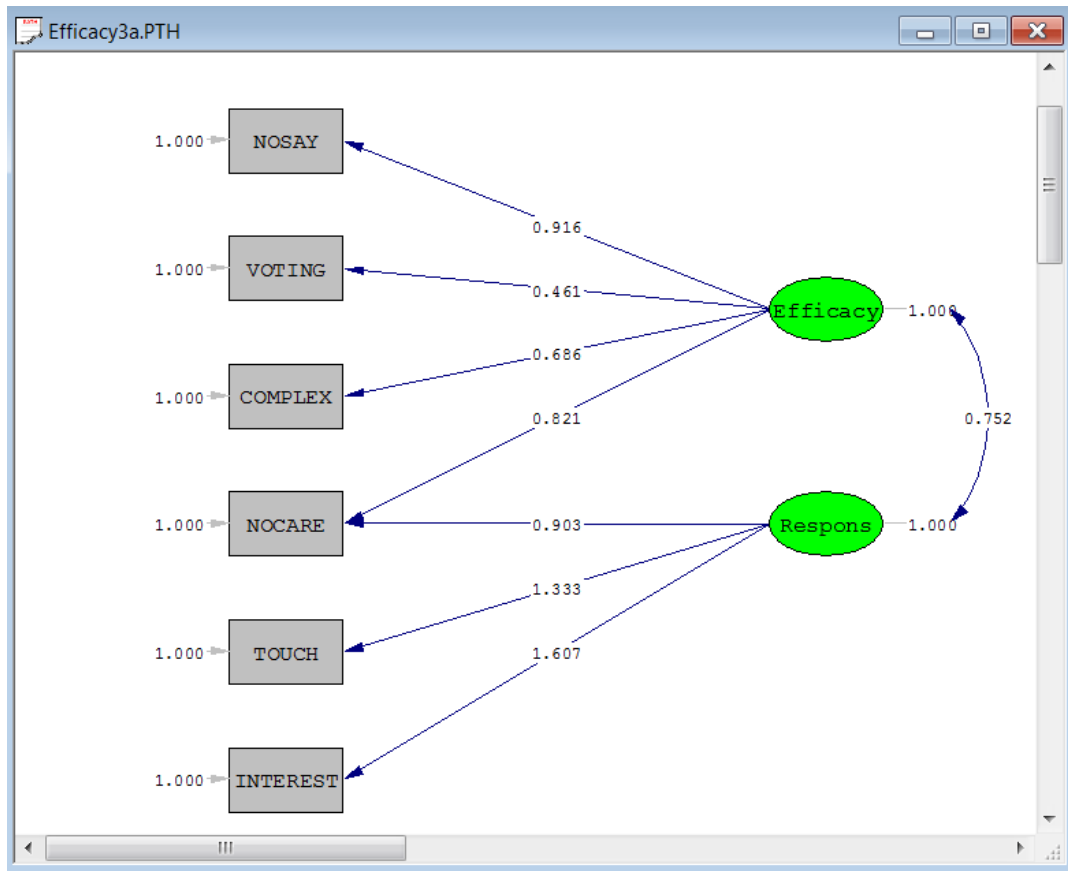 Efficacy3a.PTH
1.000 NOSAY
0.916
1.000 VOTING
0.461
Efficacy 1.000
0.686
1.000 COMPLEX
0.821
0.752
1.000 NOCARE
0.903
Respons 1.000
1.333
1.000 TOUCH
1.607
1.000 INTEREST